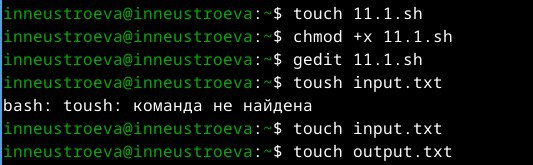 inneustroeva@inneustroeva:~$ touch 11.1.sh
inneustroeva@inneustroeva:~$ chmod +x 11.1.sh
inneustroeva@inneustroeva:~$ gedit 11.1.sh
inneustroeva@inneustroeva:~$ toush input.txt
bash: toush: команда не найдена
inneustroeva@inneustroeva:~$ touch input.txt
inneustroeva@inneustroeva:~$ touch output.txt